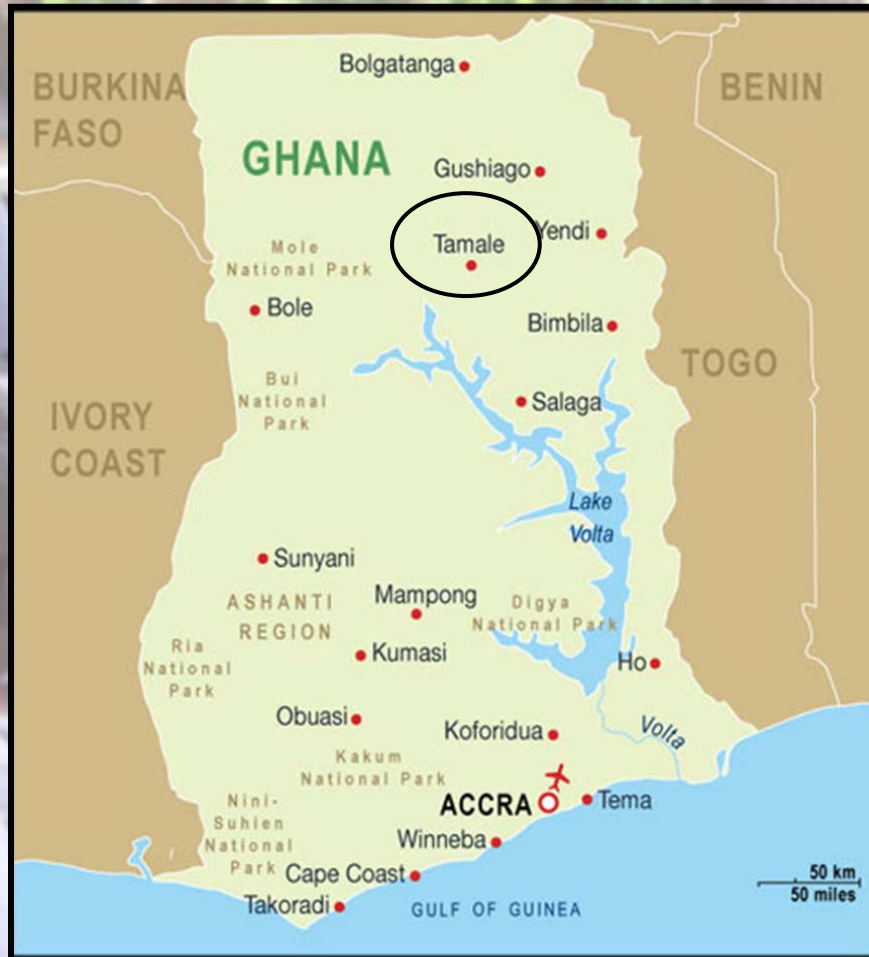 Bolgatanga
BURKINA
FASO
BENIN
GHANA
Gushiago
Yendi
Tamale
Mole
National Park
Bole
Bimbila
TOGO
Bui
National
Park
Salaga
IVORY
COAST
Lake
Volta
Sunyani
Mampong
ASHANTI
REGION
Digya
National Park
Ria
National
Park
Kumasi
Ho
Obuasi
Koforidua
Volta
Kakum
National Park
Nini-
Suhien
National
Park
ACCRA
Tema
Winneba
Cape Coast
Takoradi
GULF OF GUINEA
50 km
50 miles